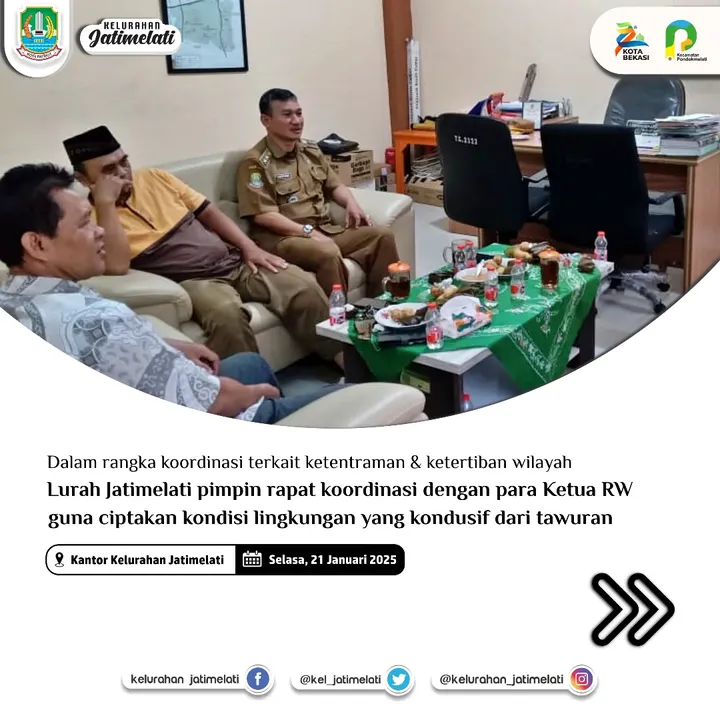 KELURAHAN
Jatimelati
KOTA
BEKASI
Kecamatan
Pondokmelati
Dalam rangka koordinasi terkait ketentraman & ketertiban wilayah
Lurah Jatimelati pimpin rapat koordinasi dengan para Ketua RW
guna ciptakan kondisi lingkungan yang kondusif dari tawuran
Kantor Kelurahan Jatimelati
Selasa, 21 Januari 2025
kelurahan jatimelati
@kel_jatimelati
@kelurahan_jatimelati